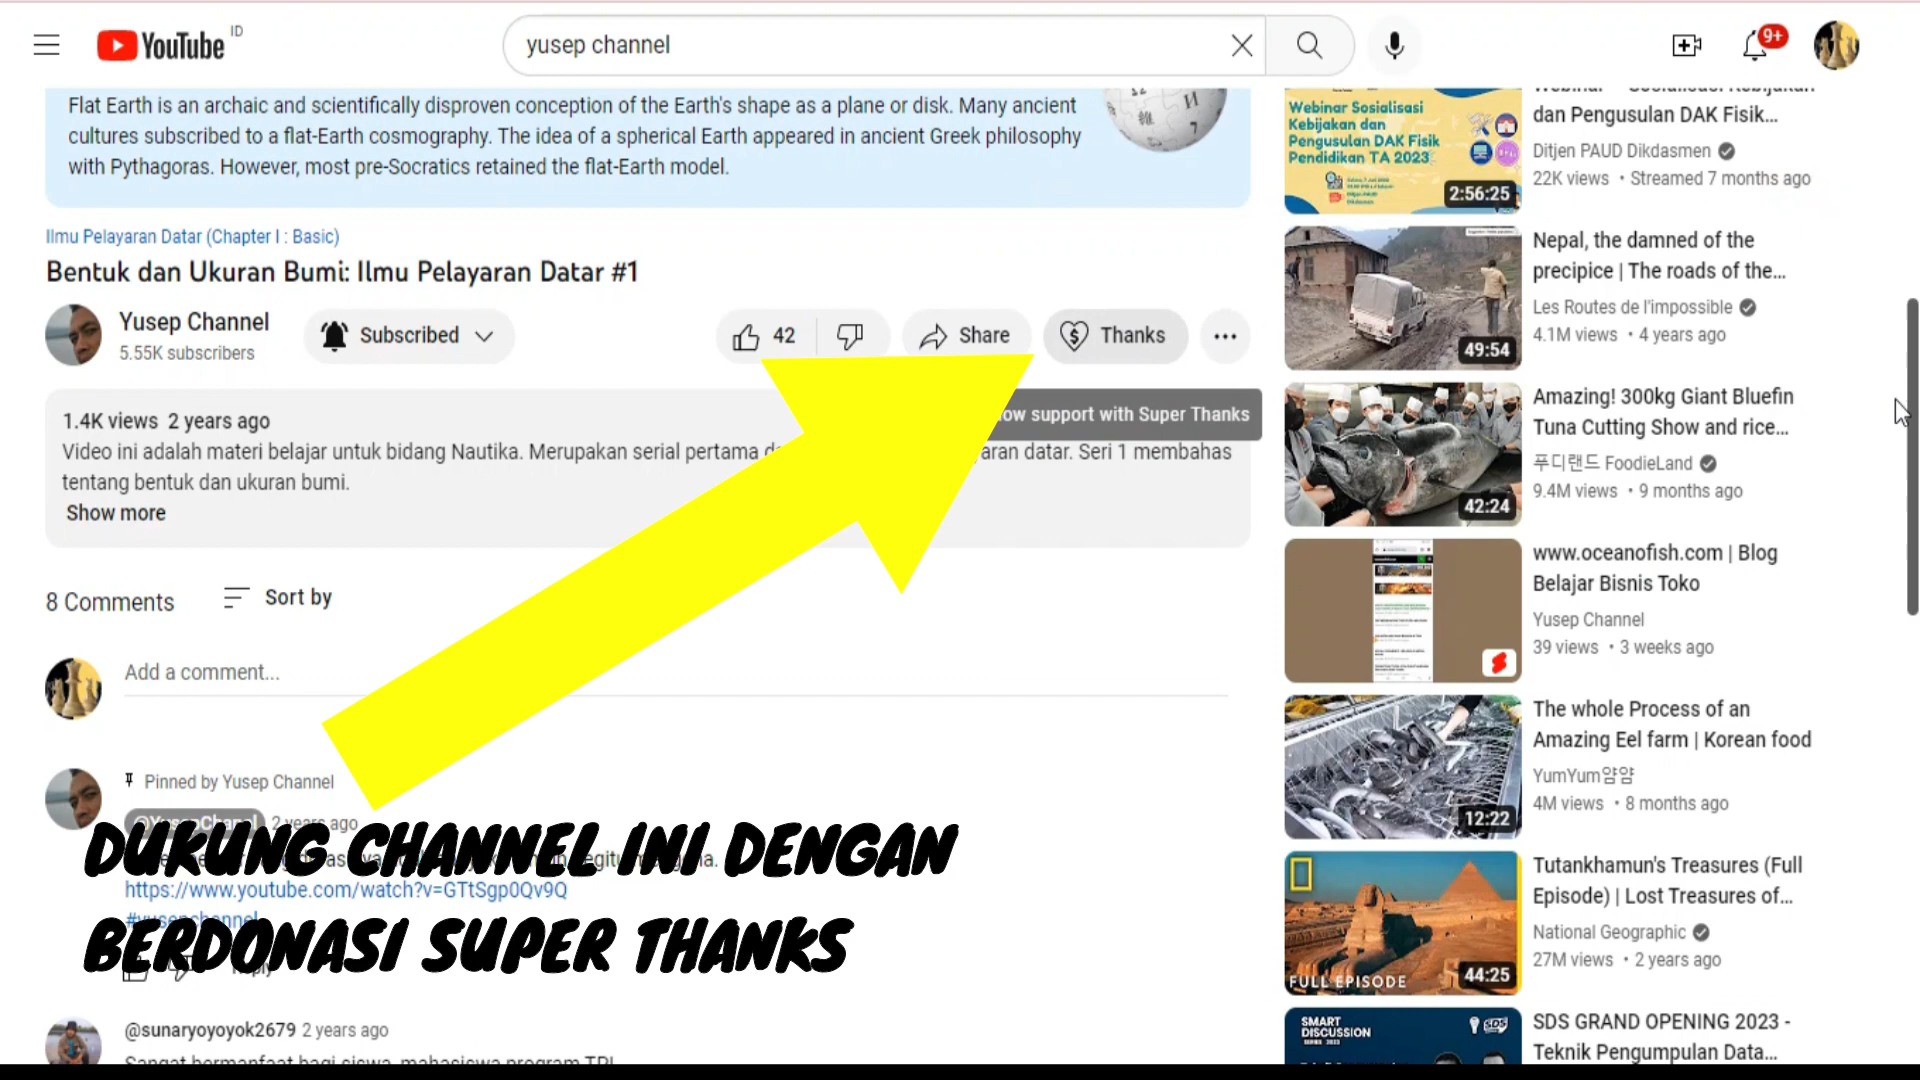 YouTube ID
yusep channel
9+
Flat Earth is an archaic and scientifically disproven conception of the Earth's shape as a plane or disk. Many ancient
cultures subscribed to a flat-Earth cosmography. The idea of a spherical Earth appeared in ancient Greek philosophy
with Pythagoras. However, most pre-Socratics retained the flat-Earth model.
Ilmu Pelayaran Datar (Chapter I : Basic)
Bentuk dan Ukuran Bumi: Ilmu Pelayaran Datar #1
Yusep Channel
5.55K subscribers
Subscribed
42
Share
Thanks
support with Super Thanks
1.4K views 2 years ago
Video ini adalah materi belajar untuk bidang Nautika. Merupakan serial pertama datar. Seri 1 membahas
tentang bentuk dan ukuran bumi.
Show more
8 Comments
Sort by
Add a comment...
Pinned by Yusep Channel
@YusepChanel 2 years ago
DUKUNG CHANNEL INI DENGAN
https://www.youtube.com/watch?v=GTtSgp0Qv9Q
#yusepchannel
BERDONASI SUPER THANKS
Reply
@sunaryoyoyok2679 2 years ago
Sangat bermanfaat bagi siswa, mahasiswa program TPL
Webinar Sosialisasi
Kebijakan dan
Pengusulan DAK Fisik
Pendidikan TA 2023
2:56:25
dan Pengusulan DAK Fisik...
Ditjen PAUD Dikdasmen
22K views • Streamed 7 months ago
49:54
Nepal, the damned of the
precipice | The roads of the...
Les Routes de l'impossible
4.1M views • 4 years ago
42:24
Amazing! 300kg Giant Bluefin
Tuna Cutting Show and rice...
푸디랜드 FoodieLand
9.4M views • 9 months ago
www.oceanofish.com | Blog
Belajar Bisnis Toko
Yusep Channel
39 views • 3 weeks ago
12:22
The whole Process of an
Amazing Eel farm | Korean food
YumYum얌얌
4M views • 8 months ago
FULL EPISODE
44:25
Tutankhamun's Treasures (Full
Episode) | Lost Treasures of...
National Geographic
27M views • 2 years ago
SMART
DISCUSSION
SERIES 2023
SDS
SDS GRAND OPENING 2023 -
Teknik Pengumpulan Data...